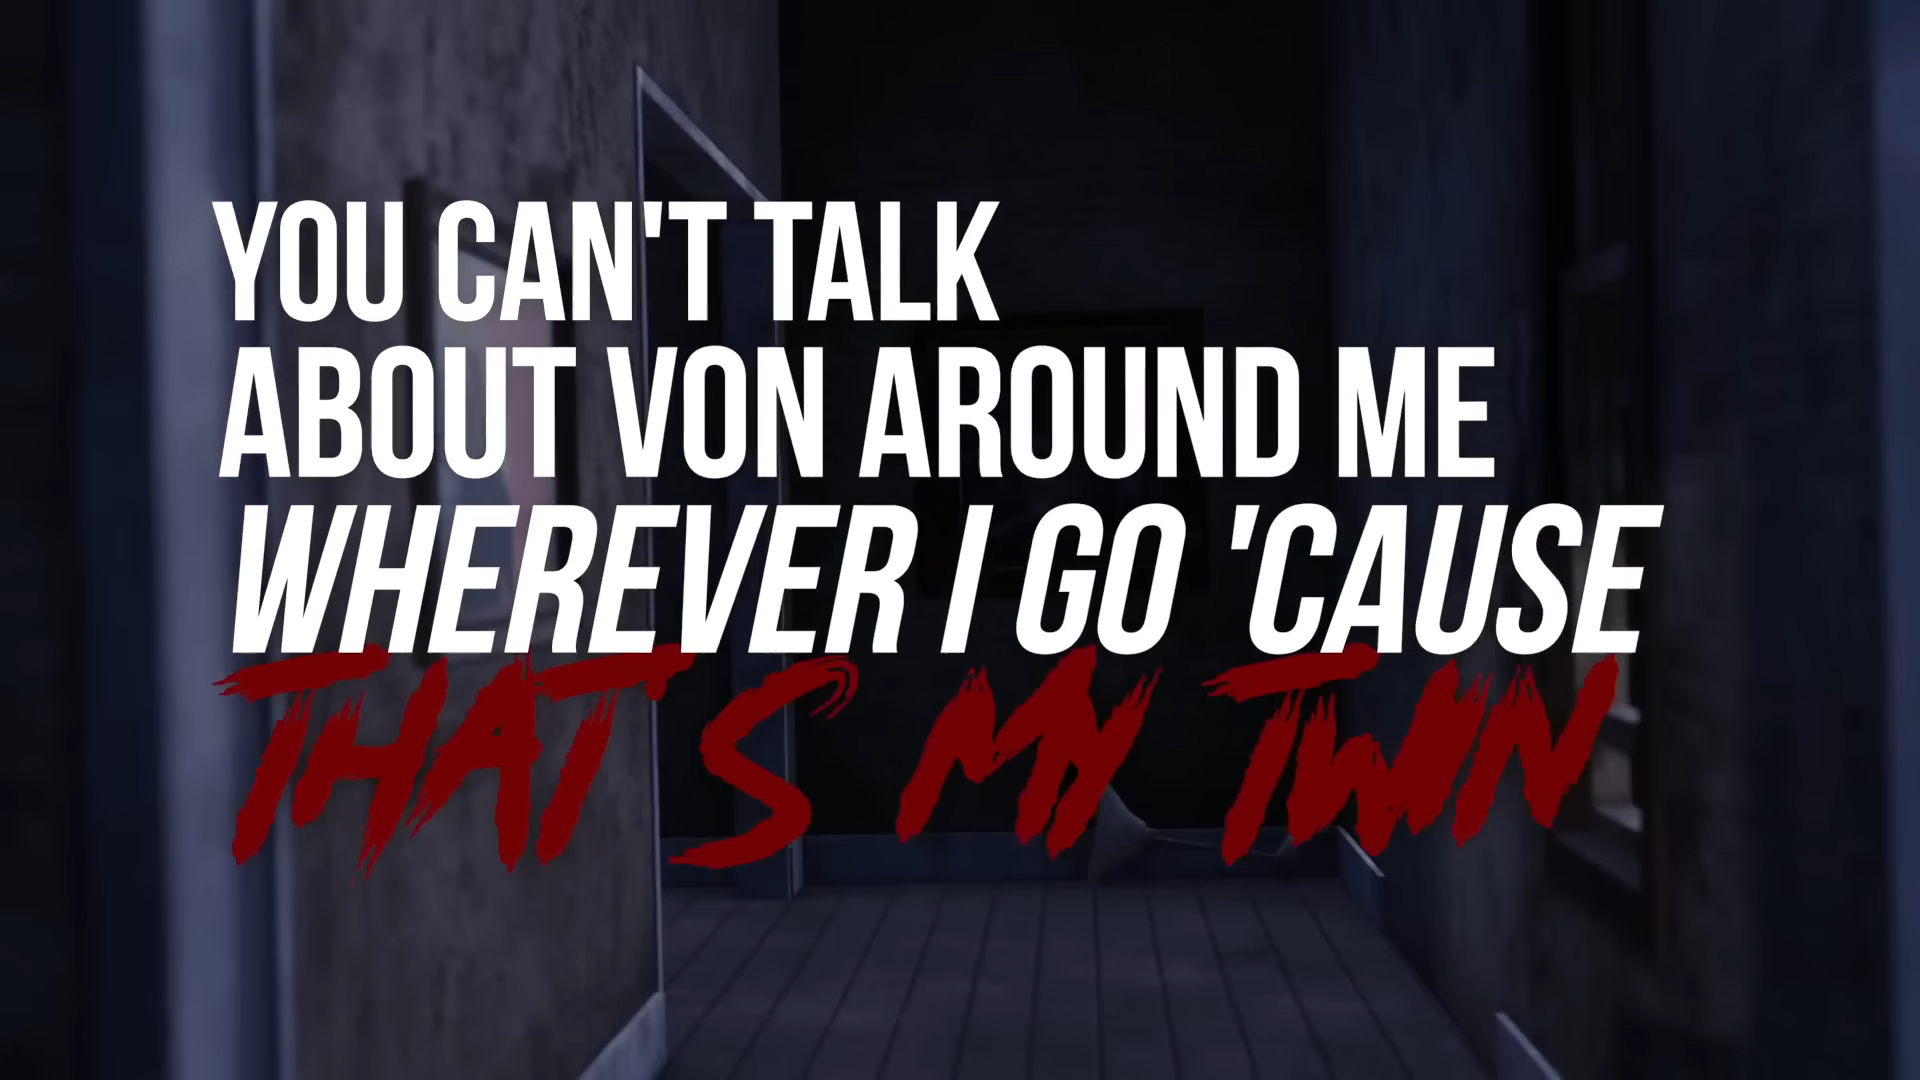 YOU CAN'T TALK
ABOUT VON AROUND ME
WHEREVER I GO 'CAUSE
THAT'S MY TWIN